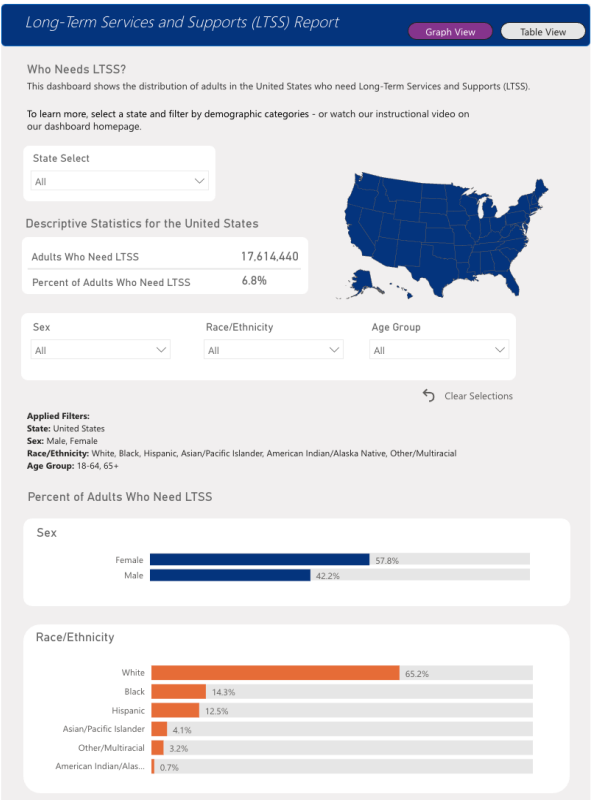 Long-Term Services and Supports (LTSS) Report
Graph View
Table View
Who Needs LTSS?
This dashboard shows the distribution of adults in the United States who need Long-Term Services and Supports (LTSS).
To learn more, select a state and filter by demographic categories - or watch our instructional video on
our dashboard homepage.
State Select
All
Descriptive Statistics for the United States
Adults Who Need LTSS 17,614,440
Percent of Adults Who Need LTSS 6.8%
Sex
All
Race/Ethnicity
All
Age Group
All
Clear Selections
Applied Filters:
State: United States
Sex: Male, Female
Race/Ethnicity: White, Black, Hispanic, Asian/Pacific Islander, American Indian/Alaska Native, Other/Multiracial
Age Group: 18-64, 65+
Percent of Adults Who Need LTSS
Sex
Female 57.8%
Male 42.2%
Race/Ethnicity
White 65.2%
Black 14.3%
Hispanic 12.5%
Asian/Pacific Islander 4.1%
Other/Multiracial 3.2%
American Indian/Alas... 0.7%